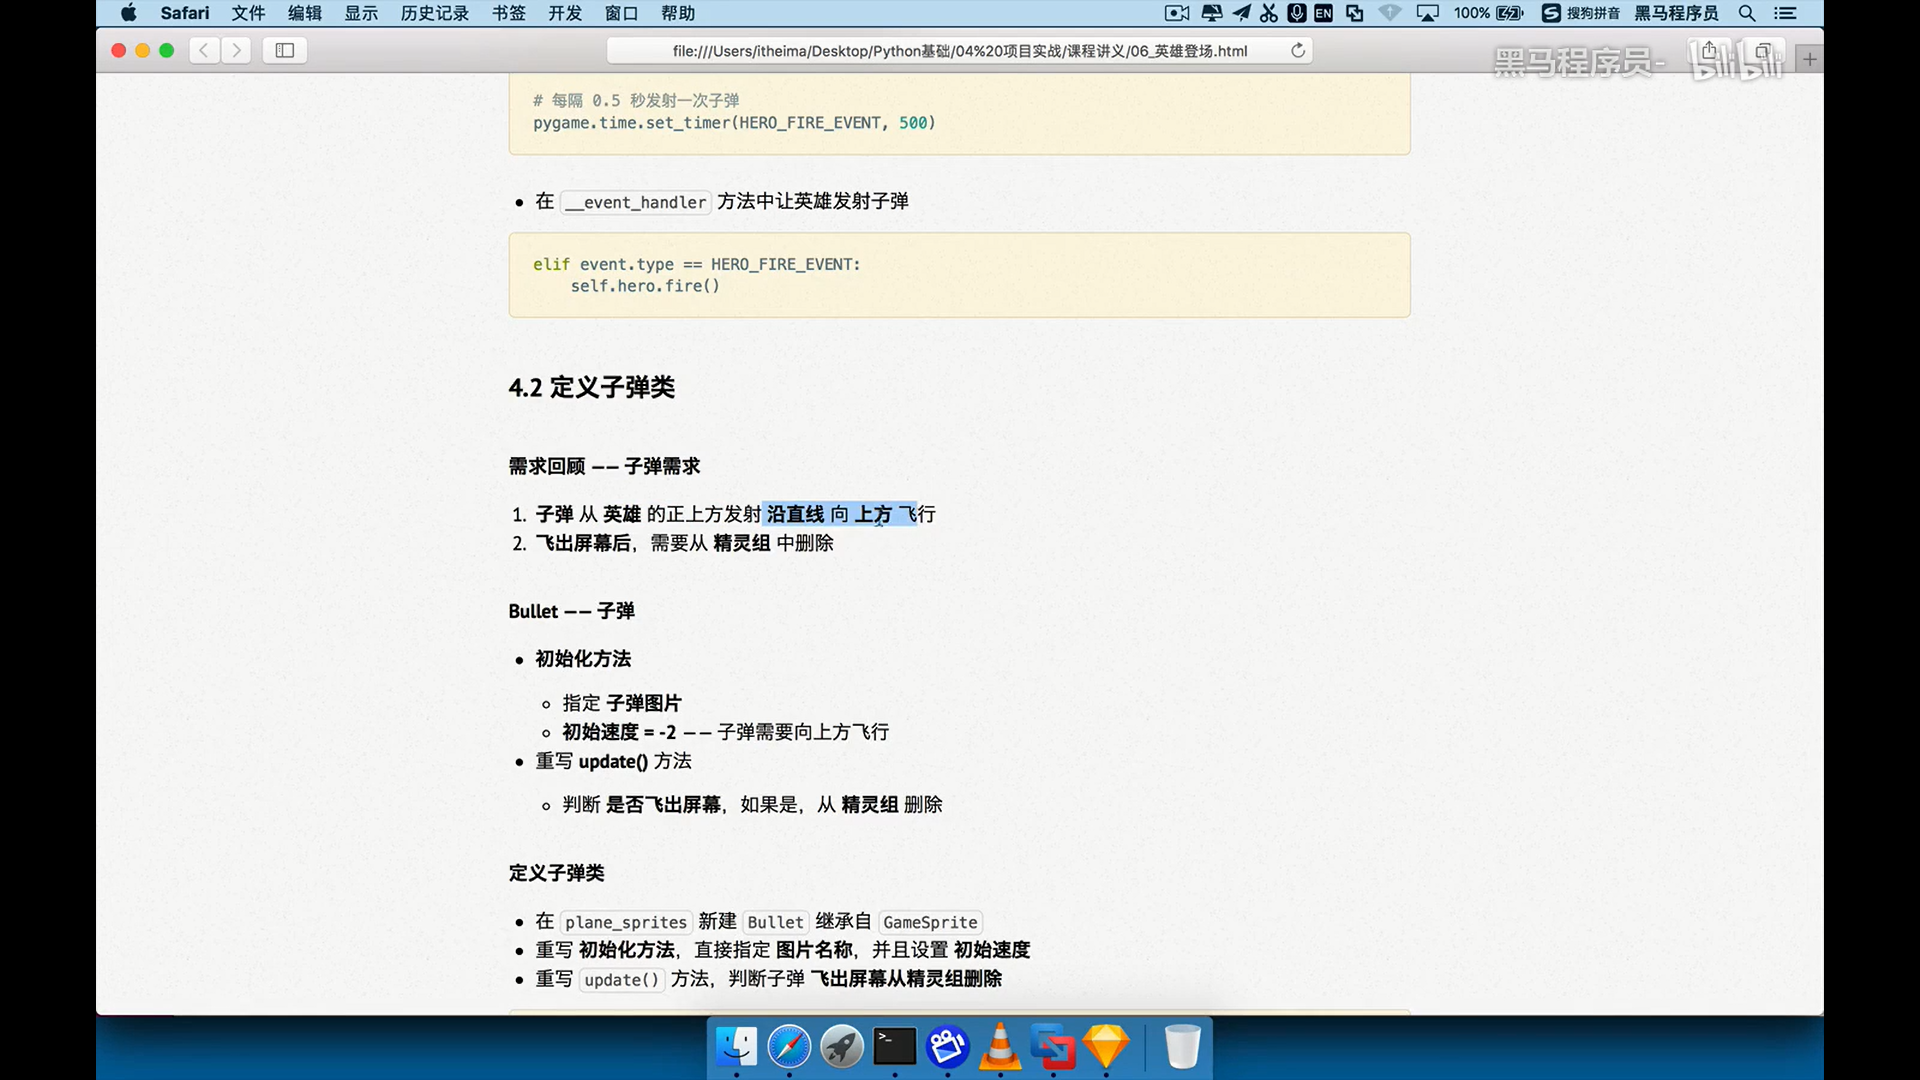 Safari 文件 编辑 显示 历史记录 书签 开发 窗口 帮助 EN 100% 搜狗拼音 黑马程序员
file:///Users/itheima/Desktop/Python基础/04%20项目实战/课程讲义/06_英雄登场.html
黑马程序员- bilibili
# 每隔 0.5 秒发射一次子弹
pygame.time.set_timer(HERO_FIRE_EVENT, 500)
• 在 __event_handler 方法中让英雄发射子弹
elif event.type == HERO_FIRE_EVENT:
self.hero.fire()
4.2 定义子弹类
需求回顾 —— 子弹需求
1. 子弹 从 英雄 的正上方发射 沿直线 向 上方 飞行
2. 飞出屏幕后，需要从 精灵组 中删除
Bullet —— 子弹
• 初始化方法
◦ 指定 子弹图片
◦ 初始速度 = -2 —— 子弹需要向上方飞行
• 重写 update() 方法
◦ 判断 是否飞出屏幕，如果是，从 精灵组 删除
定义子弹类
• 在 plane_sprites 新建 Bullet 继承自 GameSprite
• 重写 初始化方法，直接指定 图片名称，并且设置 初始速度
• 重写 update() 方法，判断子弹 飞出屏幕从精灵组删除